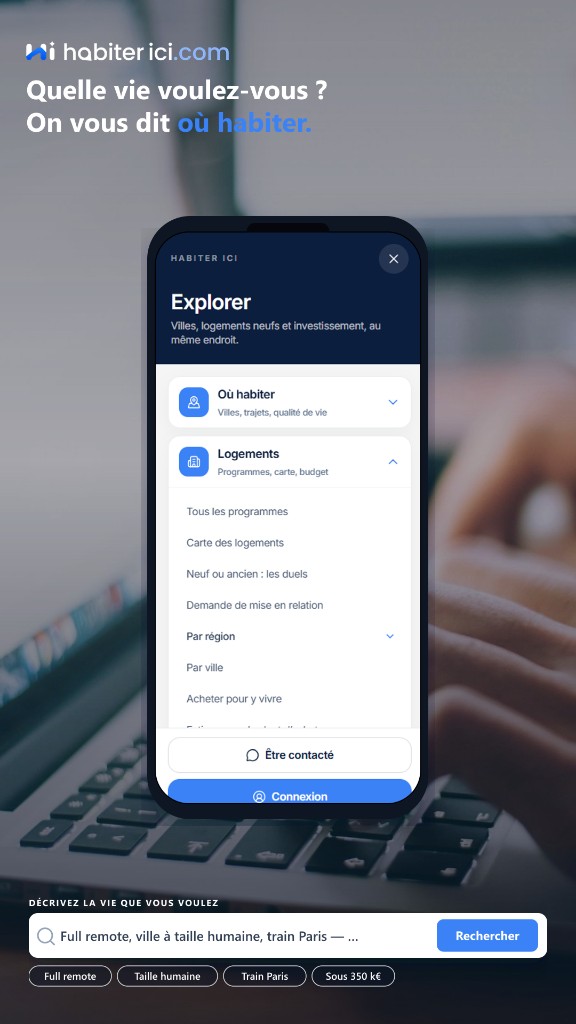 habiter ici.com
Quelle vie voulez-vous ?
On vous dit où habiter.
HABITER ICI
Explorer
Villes, logements neufs et investissement, au
même endroit.
Où habiter
Villes, trajets, qualité de vie
Logements
Programmes, carte, budget
Tous les programmes
Carte des logements
Neuf ou ancien : les duels
Demande de mise en relation
Par région
Par ville
Acheter pour y vivre
Être contacté
Connexion
DÉCRIVEZ LA VIE QUE VOUS VOULEZ
Full remote, ville à taille humaine, train Paris — ...
Rechercher
Full remote
Taille humaine
Train Paris
Sous 350 k€